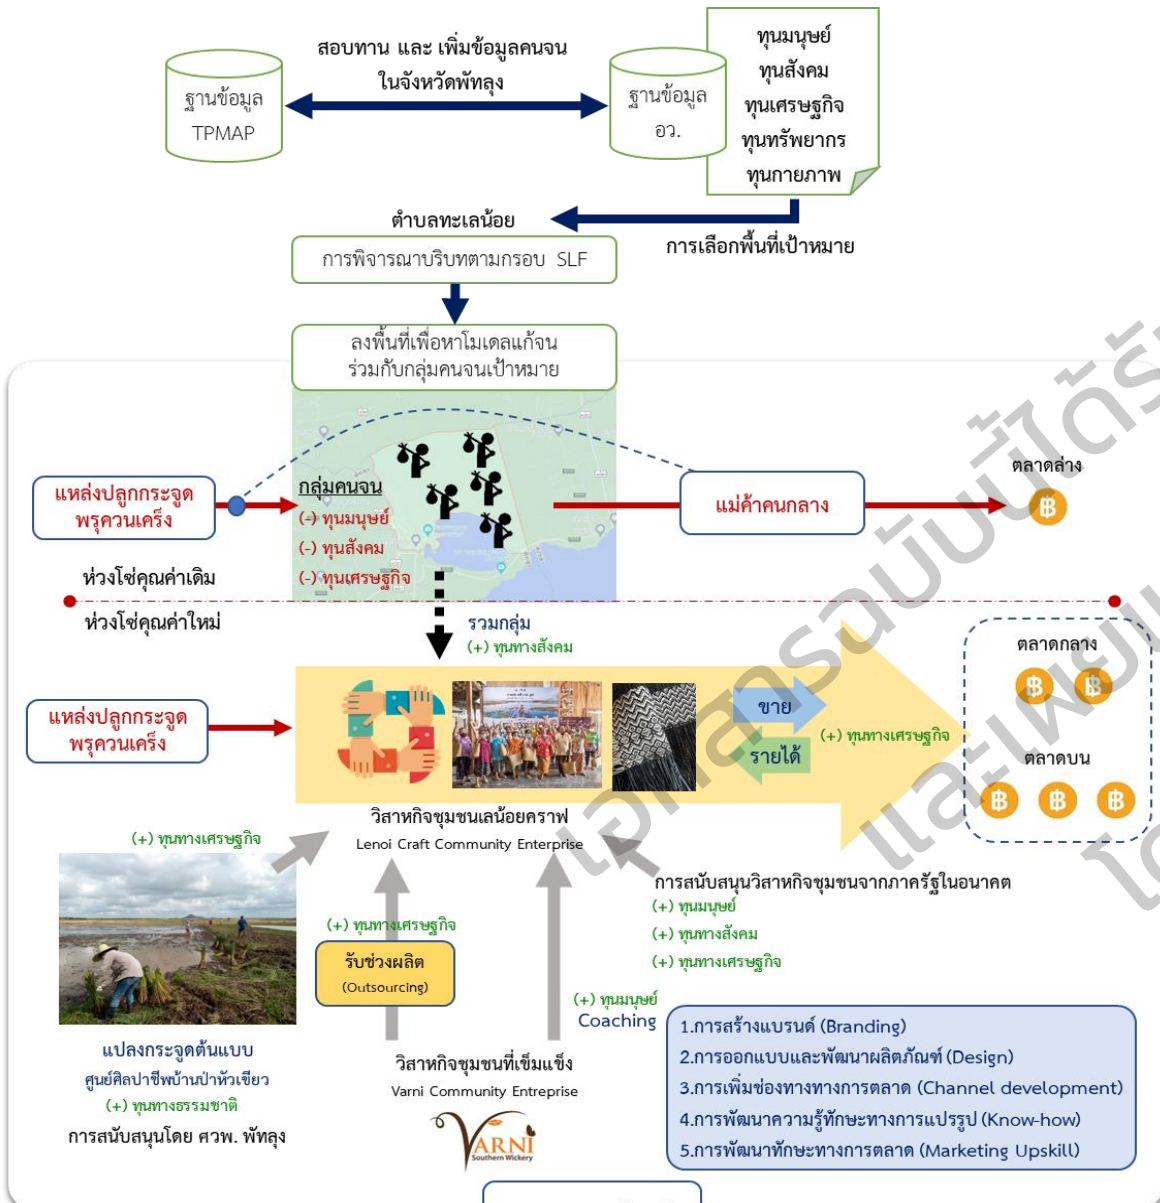 สอบทาน และ เพิ่มข้อมูลคนจน
ในจังหวัดพัทลุง
ฐานข้อมูล
TPMAP
ฐานข้อมูล
อว.
ทุนมนุษย์
ทุนสังคม
ทุนเศรษฐกิจ
ทุนทรัพยากร
ทุนกายภาพ
ตำบลทะเลน้อย
การเลือกพื้นที่เป้าหมาย
การพิจารณาบริบทตามกรอบ SLF
ลงพื้นที่เพื่อหาโมเดลแก้จน
ร่วมกับกลุ่มคนจนเป้าหมาย
แหล่งปลูกกระจูด
พรุควนเคร็ง
กลุ่มคนจน
(-) ทุนมนุษย์
(-) ทุนสังคม
(-) ทุนเศรษฐกิจ
แม่ค้าคนกลาง
ตลาดล่าง
฿
ห่วงโซ่คุณค่าเดิม
ห่วงโซ่คุณค่าใหม่
รวมกลุ่ม
(+) ทุนทางสังคม
แหล่งปลูกกระจูด
พรุควนเคร็ง
ขาย
รายได้
(+) ทุนทางเศรษฐกิจ
ตลาดกลาง
฿ ฿
ตลาดบน
฿ ฿ ฿
วิสาหกิจชุมชนเลน้อยคราฟ
Lenoi Craft Community Enterprise
(+) ทุนทางเศรษฐกิจ
(+) ทุนทางเศรษฐกิจ
รับช่วงผลิต
(Outsourcing)
การสนับสนุนวิสาหกิจชุมชนจากภาครัฐในอนาคต
(+) ทุนมนุษย์
(+) ทุนทางสังคม
(+) ทุนทางเศรษฐกิจ
(+) ทุนมนุษย์
Coaching
แปลงกระจูดต้นแบบ
ศูนย์ศิลปาชีพบ้านป่าหัวเขียว
(+) ทุนทางธรรมชาติ
การสนับสนุนโดย ศวพ. พัทลุง
วิสาหกิจชุมชนที่เข็มแข็ง
Varni Community Entreprise
VARNI
Southern Wickery
1.การสร้างแบรนด์ (Branding)
2.การออกแบบและพัฒนาผลิตภัณฑ์ (Design)
3.การเพิ่มช่องทางทางการตลาด (Channel development)
4.การพัฒนาความรู้ทักษะทางการแปรรูป (Know-how)
5.การพัฒนาทักษะทางการตลาด (Marketing Upskill)
เอกสารฉบับนี้ได้รั
และเผยแ
โด